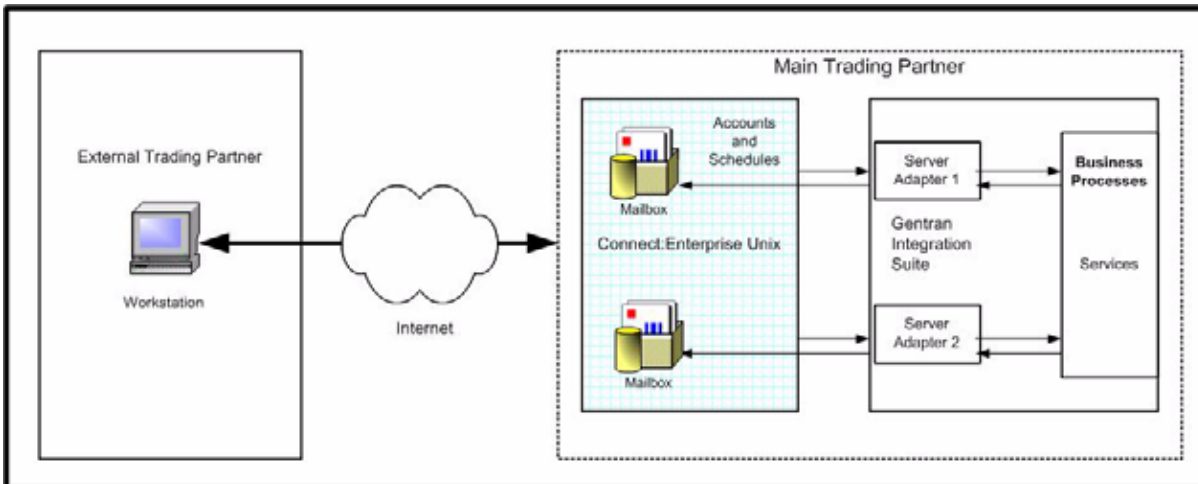 External Trading Partner
Workstation
Internet
Main Trading Partner
Accounts
and
Schedules
Mailbox
Connect:Enterprise Unix
Mailbox
Server
Adapter 1
Gentran
Integration
Suite
Server
Adapter 2
Business
Processes
Services